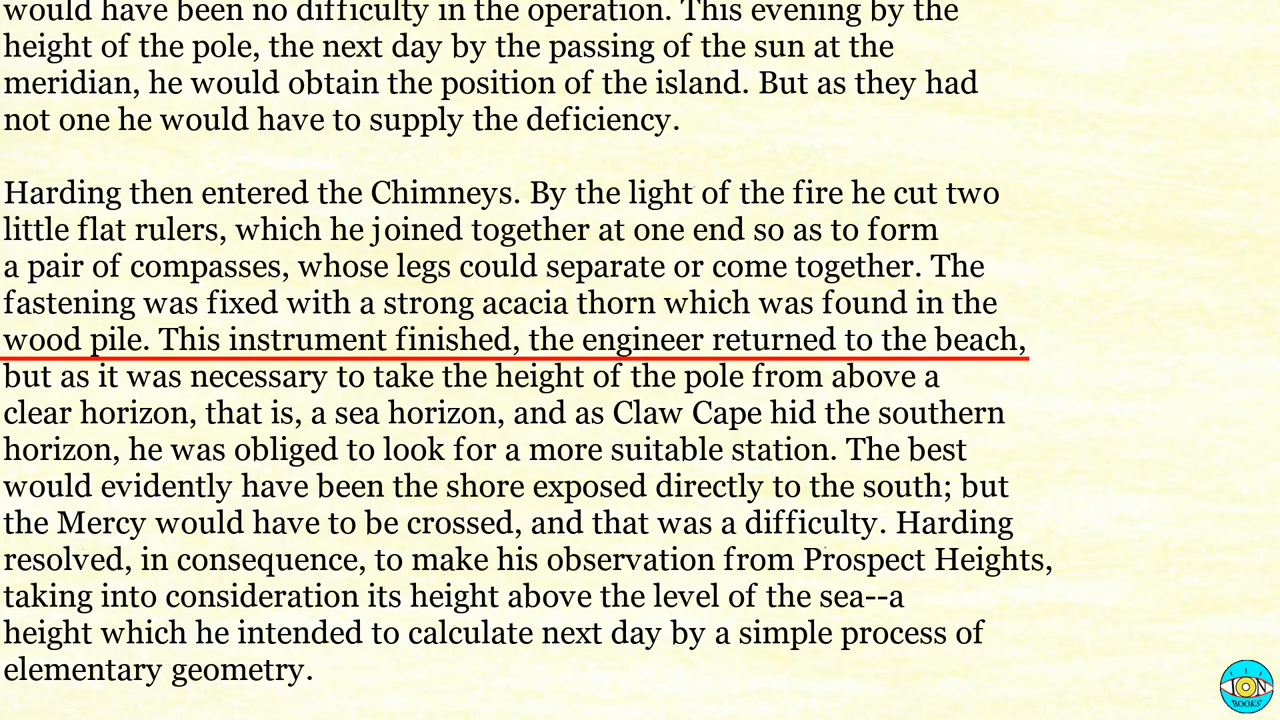 would have been no difficulty in the operation. This evening by the
height of the pole, the next day by the passing of the sun at the
meridian, he would obtain the position of the island. But as they had
not one he would have to supply the deficiency.
Harding then entered the Chimneys. By the light of the fire he cut two
little flat rulers, which he joined together at one end so as to form
a pair of compasses, whose legs could separate or come together. The
fastening was fixed with a strong acacia thorn which was found in the
wood pile. This instrument finished, the engineer returned to the beach,
but as it was necessary to take the height of the pole from above a
clear horizon, that is, a sea horizon, and as Claw Cape hid the southern
horizon, he was obliged to look for a more suitable station. The best
would evidently have been the shore exposed directly to the south; but
the Mercy would have to be crossed, and that was a difficulty. Harding
resolved, in consequence, to make his observation from Prospect Heights,
taking into consideration its height above the level of the sea--a
height which he intended to calculate next day by a simple process of
elementary geometry.
ION
BOOKS